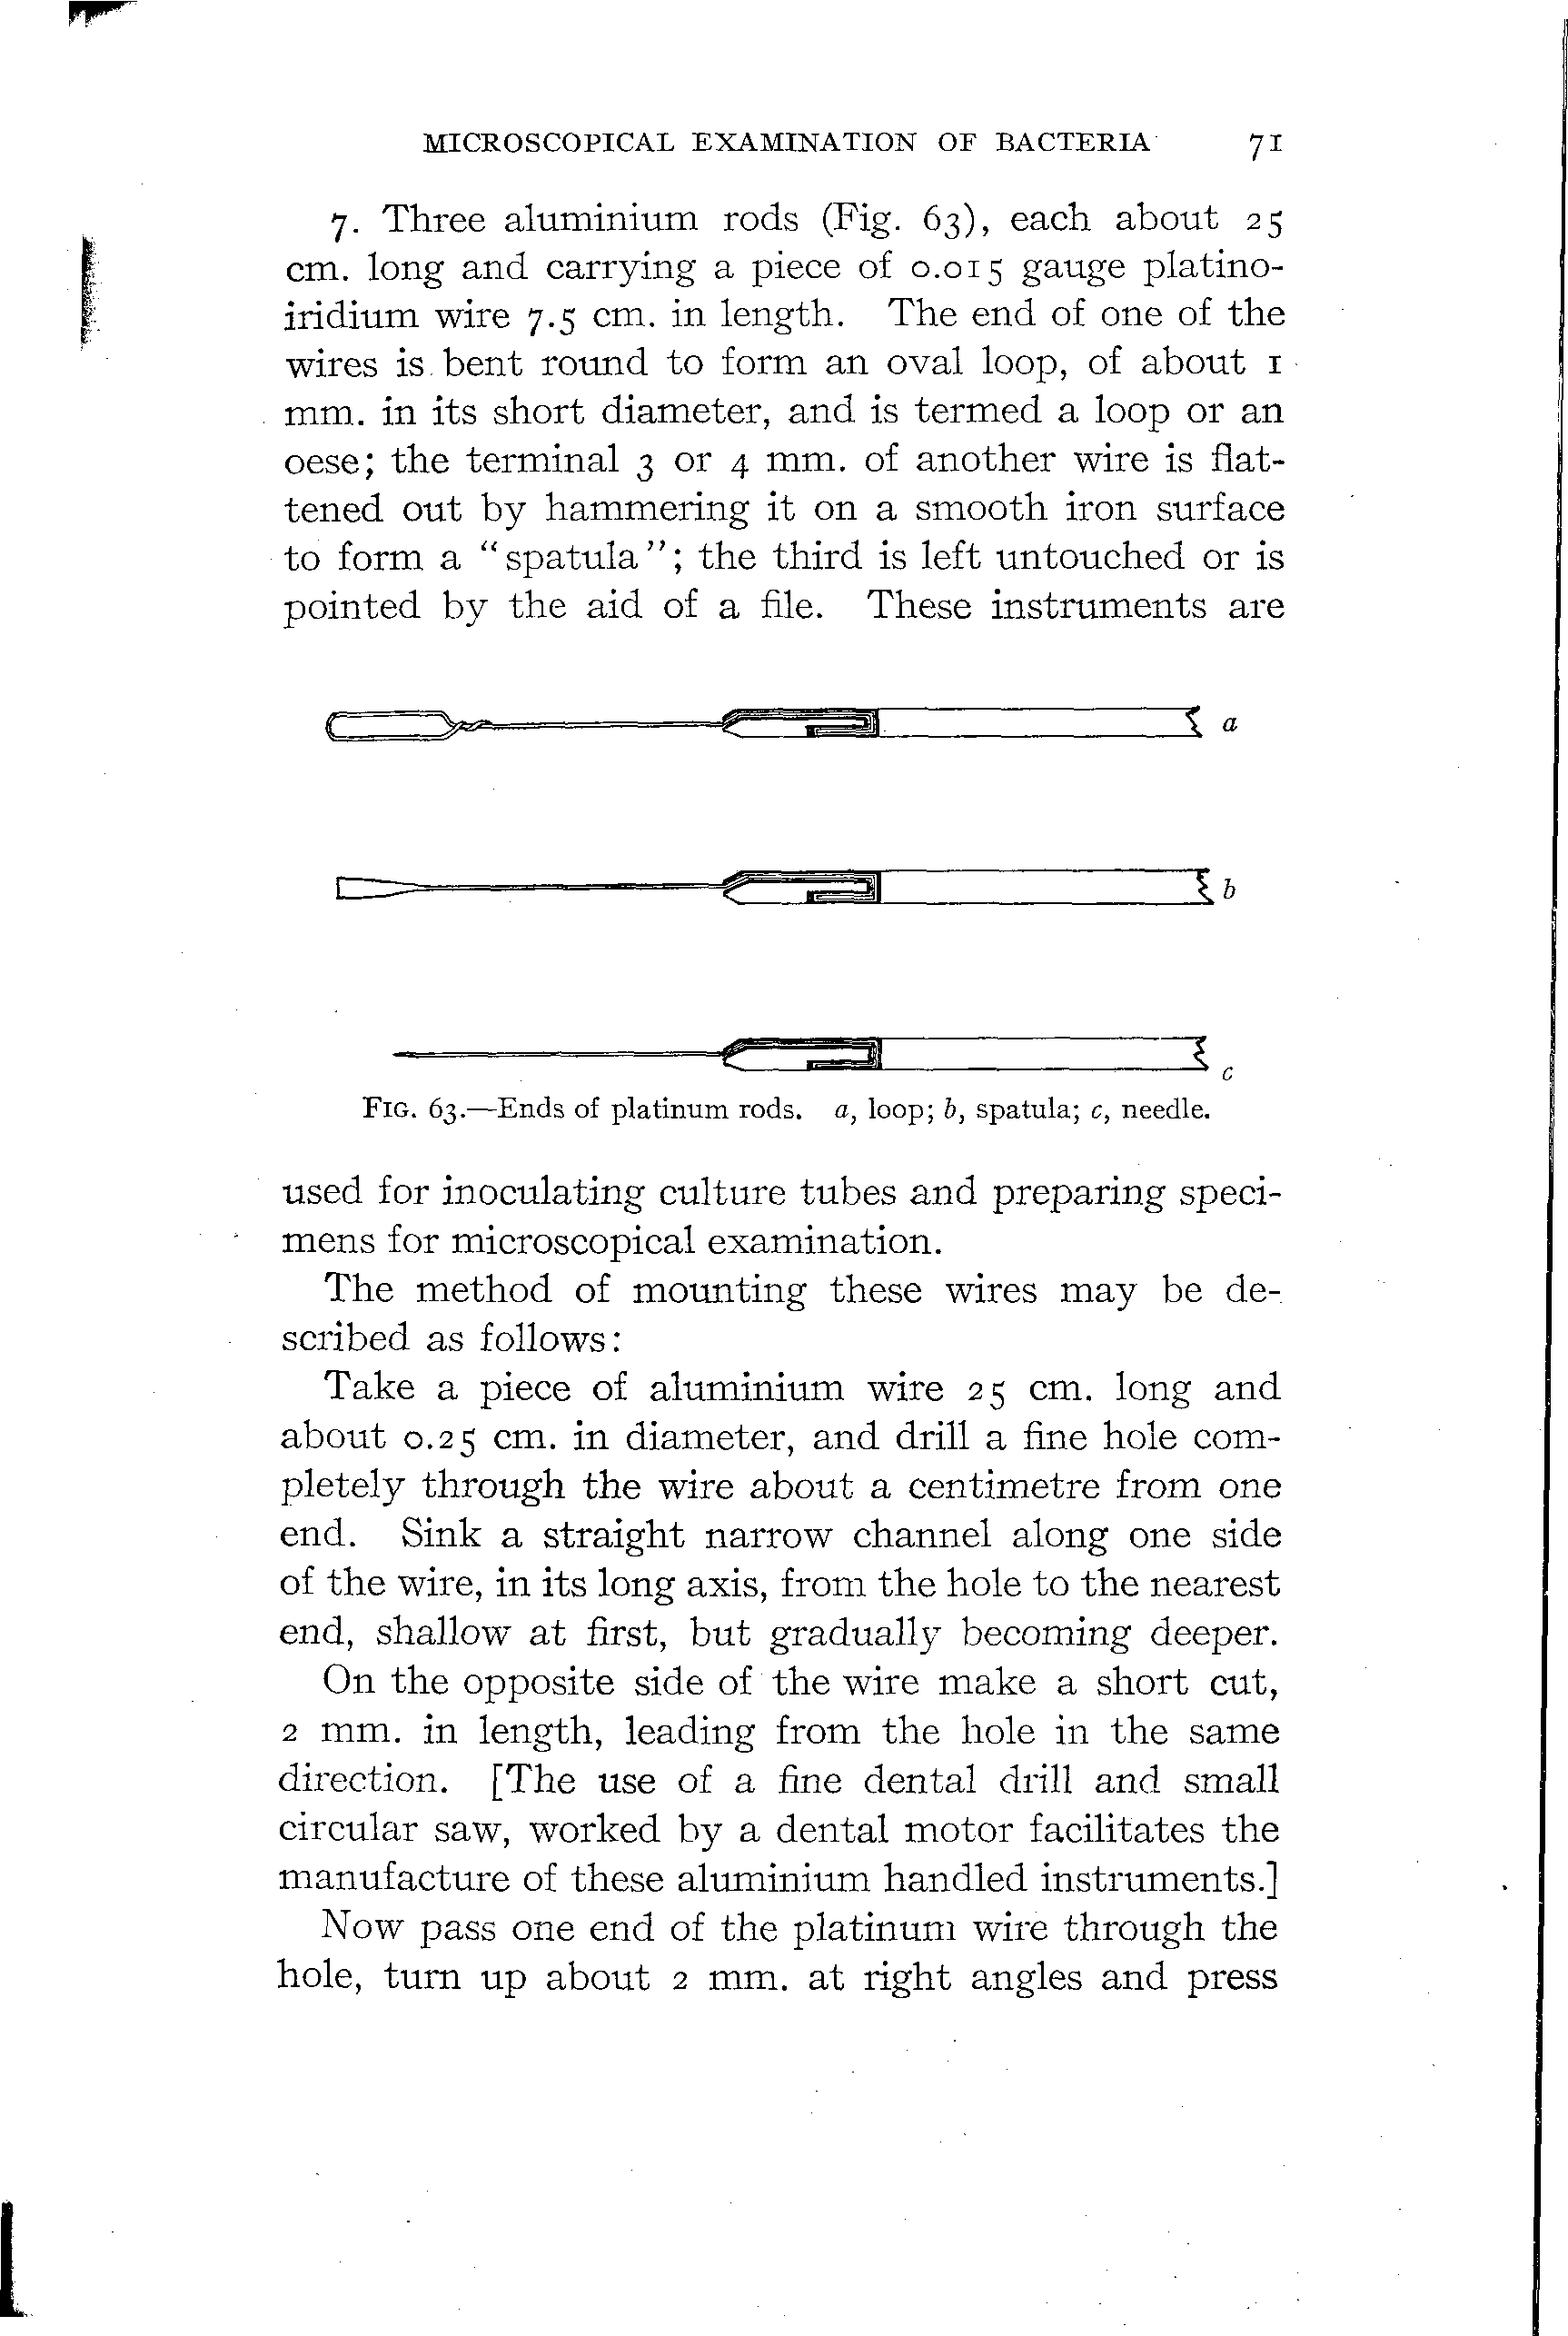 MICROSCOPICAL EXAMINATION OF BACTERIA 71
7. Three aluminium rods (Fig. 63), each about 25
cm. long and carrying a piece of 0.015 gauge platino-
iridium wire 7.5 cm. in length. The end of one of the
wires is bent round to form an oval loop, of about 1
mm. in its short diameter, and is termed a loop or an
oese; the terminal 3 or 4 mm. of another wire is flat-
tened out by hammering it on a smooth iron surface
to form a "spatula"; the third is left untouched or is
pointed by the aid of a file. These instruments are
a
b
c
FIG. 63.—Ends of platinum rods. a, loop; b, spatula; c, needle.
used for inoculating culture tubes and preparing speci-
mens for microscopical examination.
The method of mounting these wires may be de-
scribed as follows:
Take a piece of aluminium wire 25 cm. long and
about 0.25 cm. in diameter, and drill a fine hole com-
pletely through the wire about a centimetre from one
end. Sink a straight narrow channel along one side
of the wire, in its long axis, from the hole to the nearest
end, shallow at first, but gradually becoming deeper.
On the opposite side of the wire make a short cut,
2 mm. in length, leading from the hole in the same
direction. [The use of a fine dental drill and small
circular saw, worked by a dental motor facilitates the
manufacture of these aluminium handled instruments.]
Now pass one end of the platinum wire through the
hole, turn up about 2 mm. at right angles and press